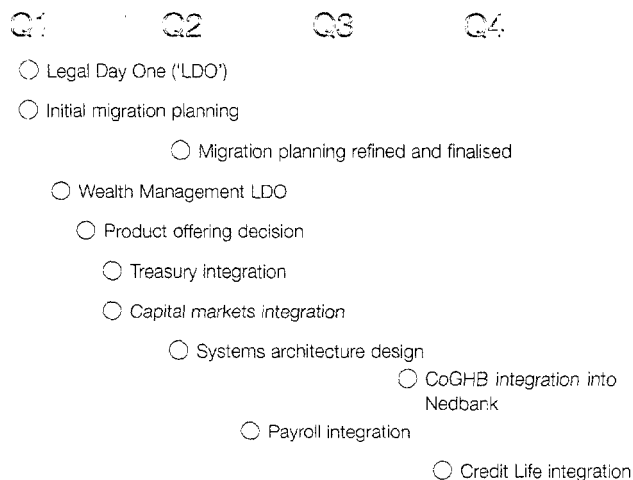 Q1 Q2 Q3 Q4
Legal Day One ('LDO')
Initial migration planning
Migration planning refined and finalised
Wealth Management LDO
Product offering decision
Treasury integration
Capital markets integration
Systems architecture design
CoGHB integration into
Nedbank
Payroll integration
Credit Life integration